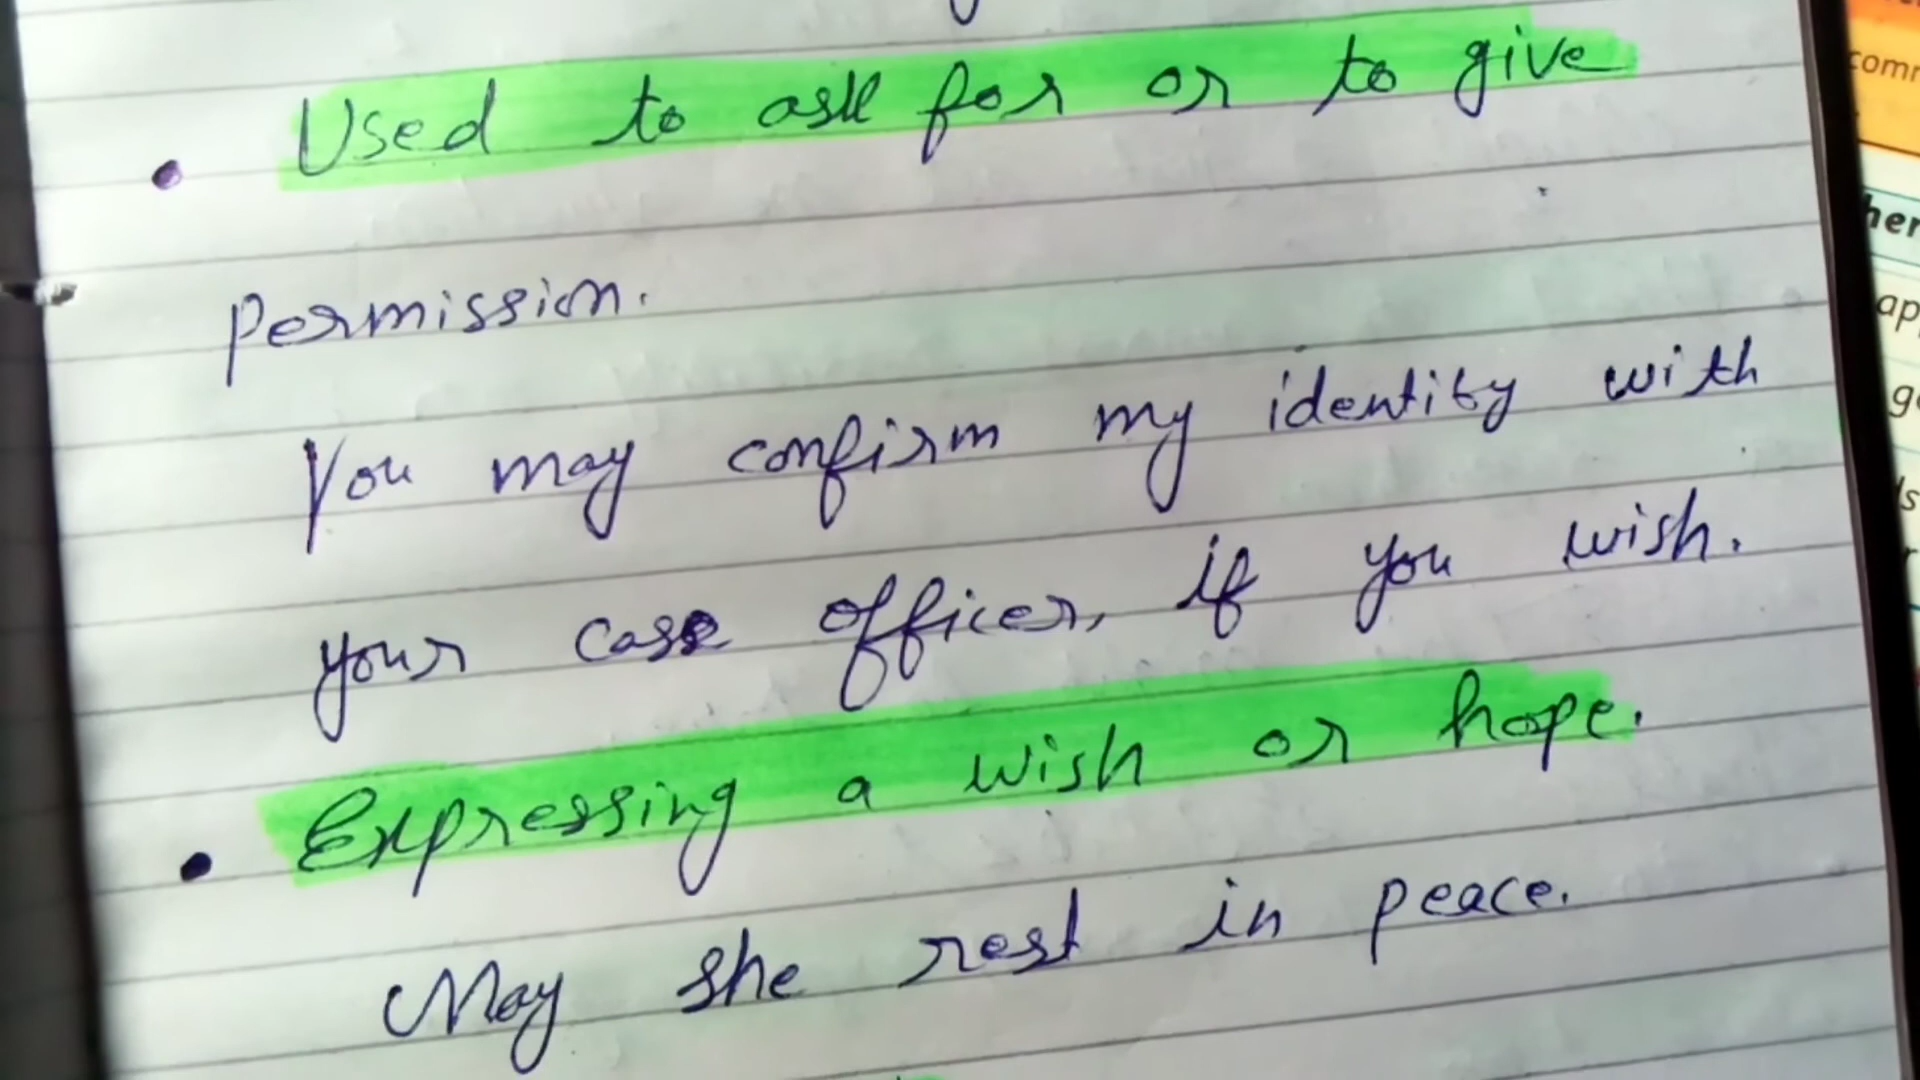 • Used to ask for or to give
permission.
You may confirm my identity with
your case officer, if you wish.
• Expressing a wish or hope.
May she rest in peace.